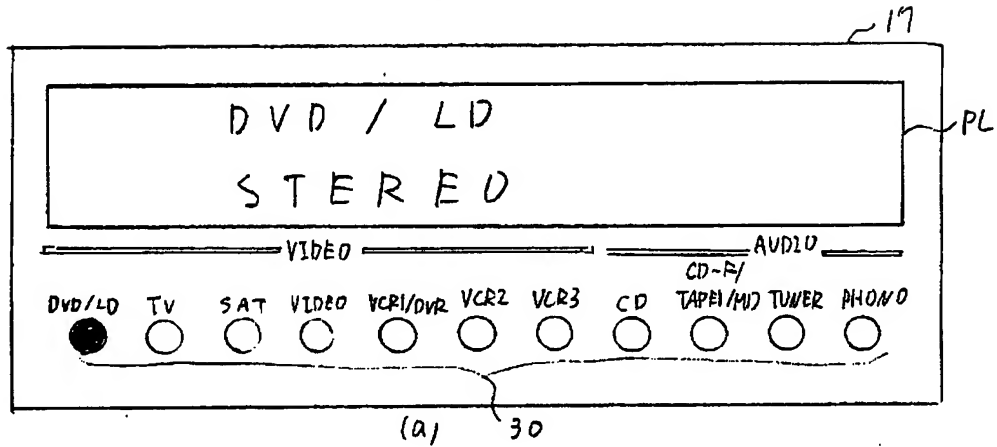 17
DVD / LD
PL
STEREO
VIDEO AUDIO
CD-R/
DVD/LD TV SAT VIDEO VCR1/DVR VCR2 VCR3 CD TAPE1/MD TUNER PHONO
(a) 30